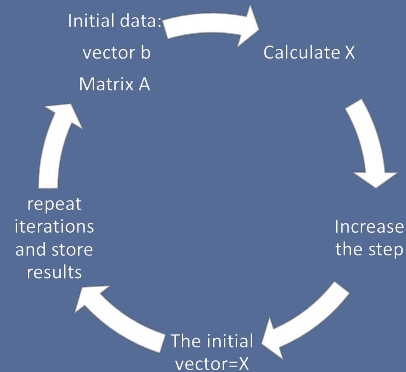 Initial data:
vector b
Matrix A
Calculate X
Increase
the step
The initial
vector=X
repeat
iterations
and store
results